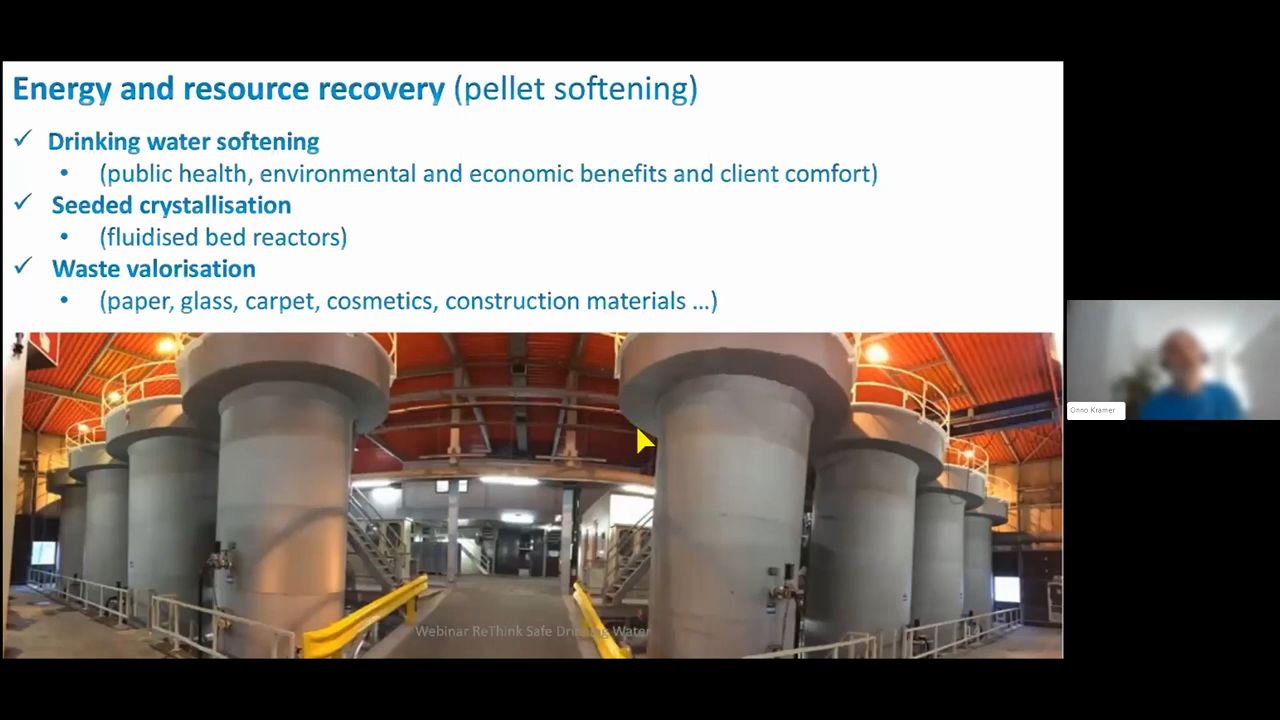 Energy and resource recovery (pellet softening)
✓ Drinking water softening
• (public health, environmental and economic benefits and client comfort)
✓ Seeded crystallisation
• (fluidised bed reactors)
✓ Waste valorisation
• (paper, glass, carpet, cosmetics, construction materials ...)
Onno Kramer
Webinar ReThink Safe Drinking Water